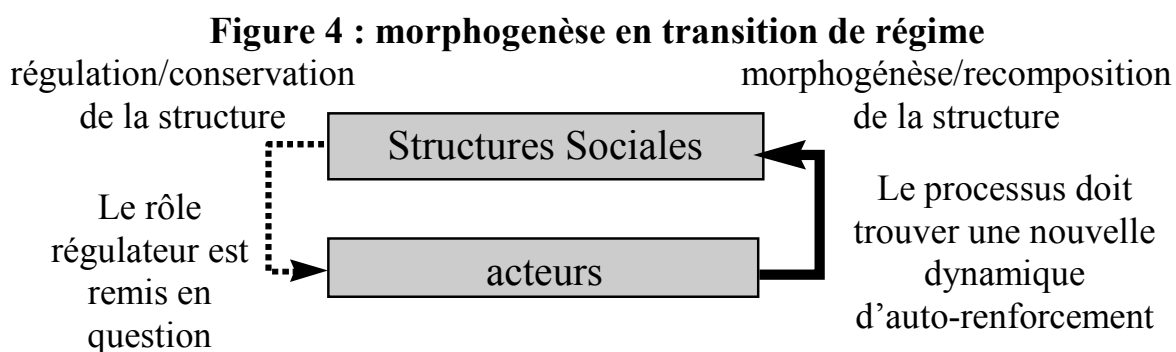 Figure 4 : morphogenèse en transition de régime
régulation/conservation
de la structure
morphogénèse/recomposition
de la structure
Structures Sociales
Le rôle
régulateur est
remis en
question
acteurs
Le processus doit
trouver une nouvelle
dynamique
d’auto-renforcement